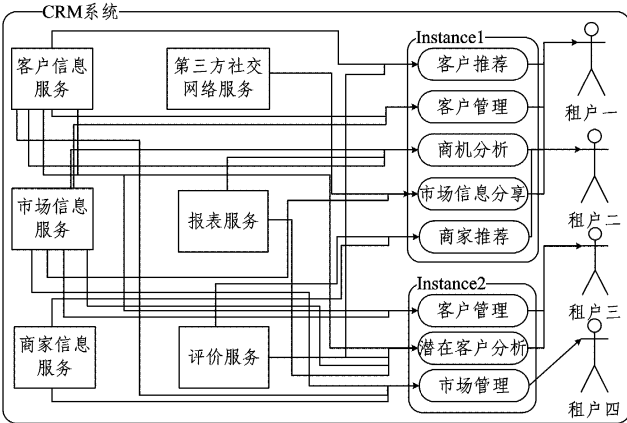 CRM系统
Instance1
客户信息
服务
第三方社交
网络服务
客户推荐
客户管理
租户一
商机分析
市场信息
服务
报表服务
市场信息分享
租户二
商家推荐
Instance2
客户管理
租户三
商家信息
服务
评价服务
潜在客户分析
市场管理
租户四